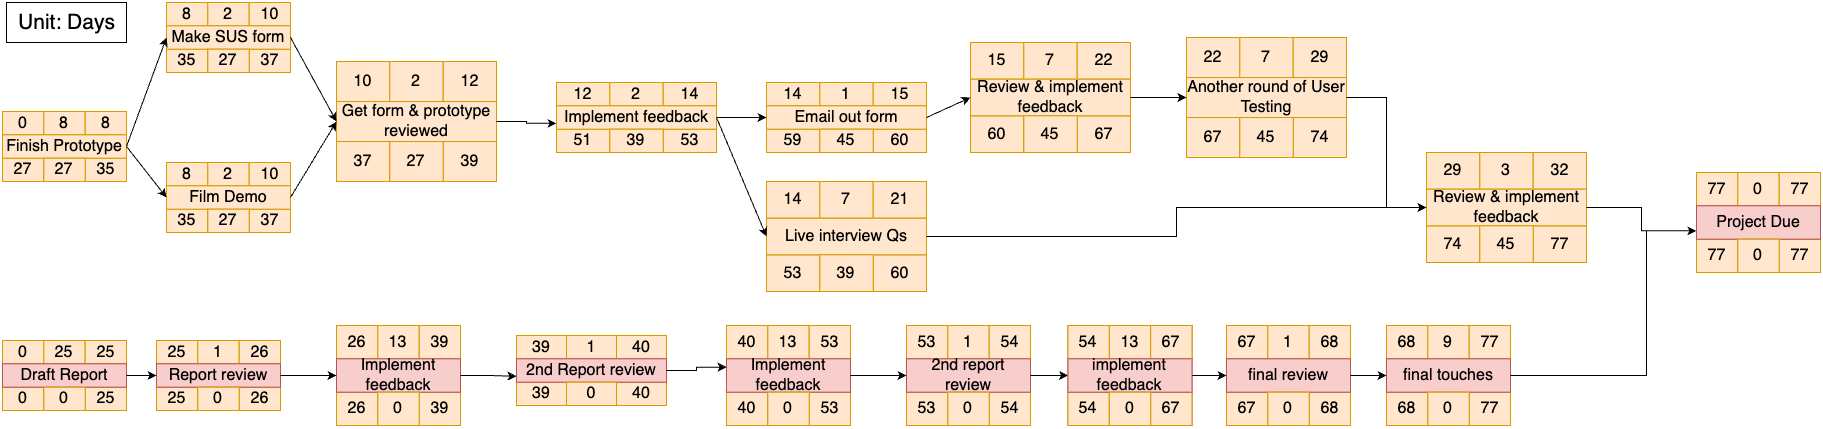 Unit: Days
8 2 10
Make SUS form
35 27 37
0 8 8
Finish Prototype
27 27 35
8 2 10
Film Demo
35 27 37
10 2 12
Get form & prototype
reviewed
37 27 39
12 2 14
Implement feedback
51 39 53
14 1 15
Email out form
59 45 60
15 7 22
Review & implement
feedback
60 45 67
22 7 29
Another round of User
Testing
67 45 74
14 7 21
Live interview Qs
53 39 60
29 3 32
Review & implement
feedback
74 45 77
77 0 77
Project Due
77 0 77
0 25 25
Draft Report
0 0 25
25 1 26
Report review
25 0 26
26 13 39
Implement
feedback
26 0 39
39 1 40
2nd Report review
39 0 40
40 13 53
Implement
feedback
40 0 53
53 1 54
2nd report
review
53 0 54
54 13 67
implement
feedback
54 0 67
67 1 68
final review
67 0 68
68 9 77
final touches
68 0 77